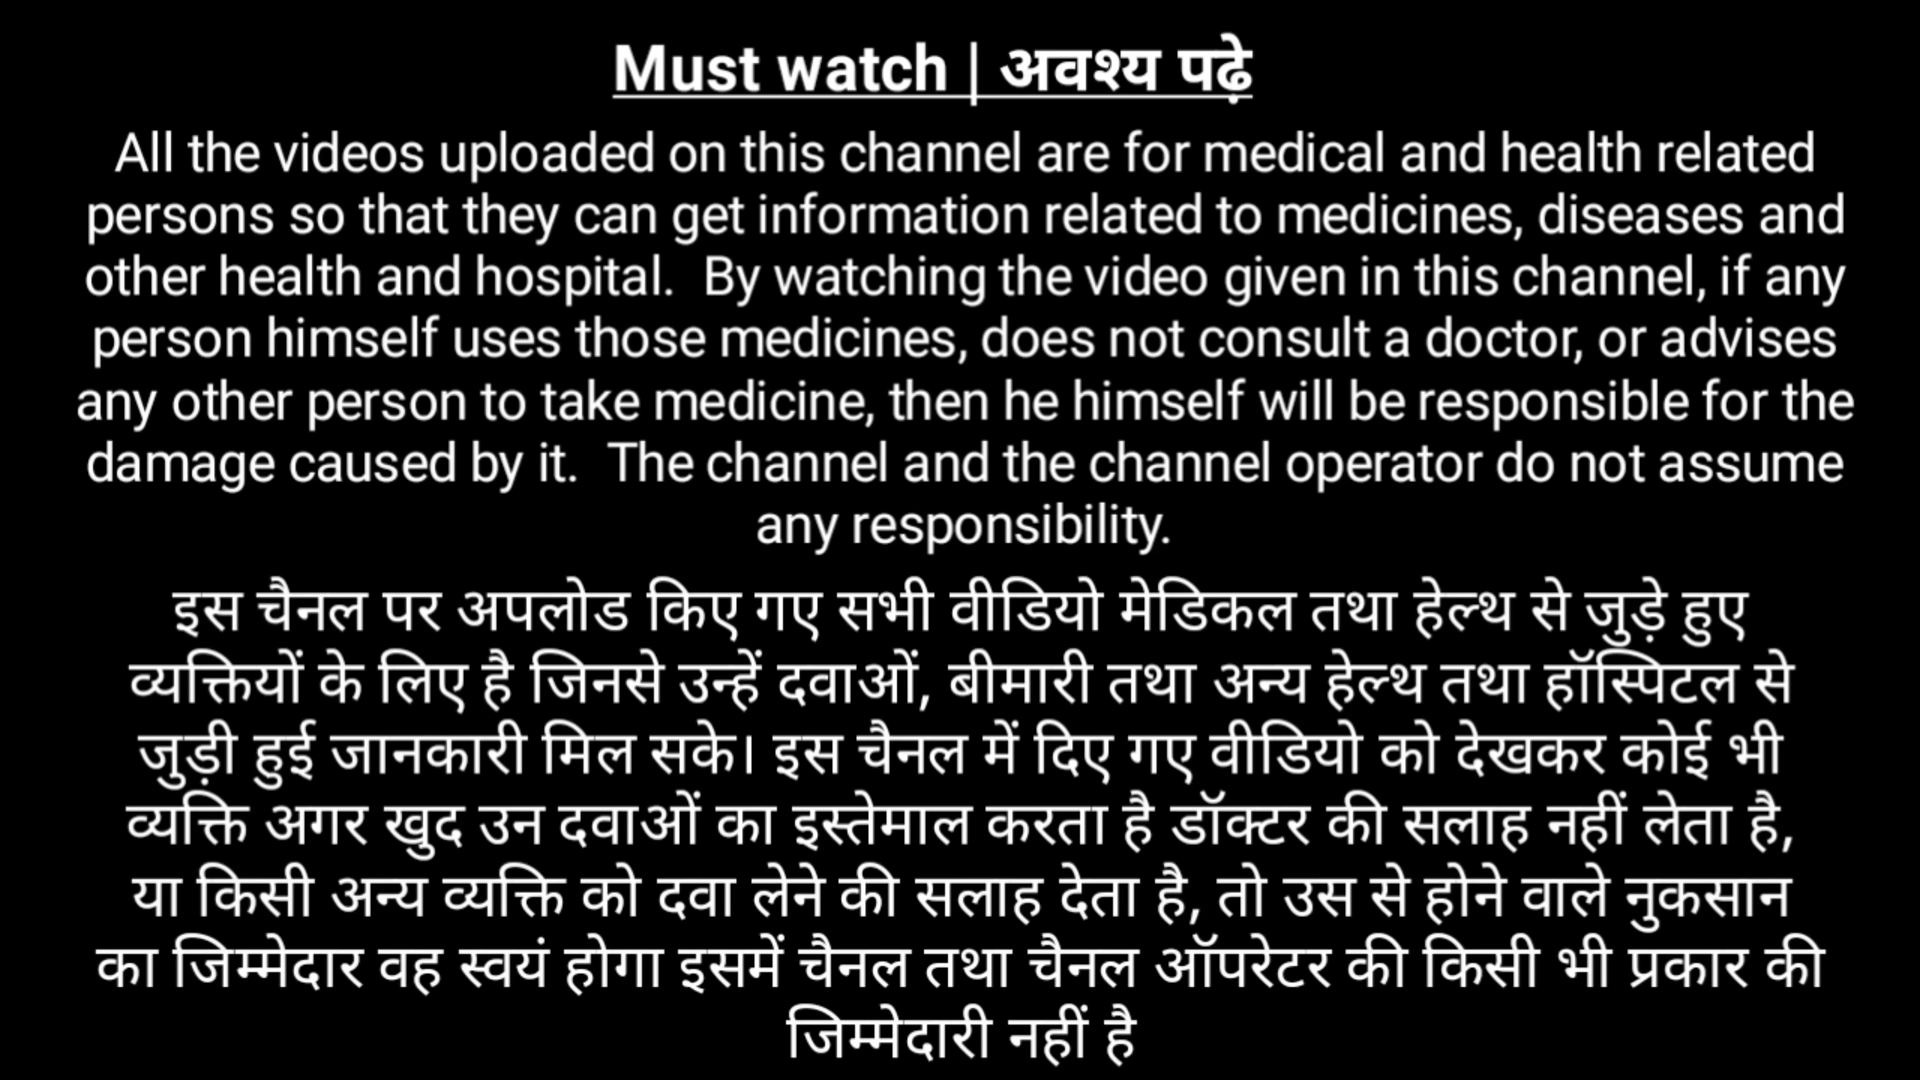 Must watch | अवश्य पढ़े
All the videos uploaded on this channel are for medical and health related
persons so that they can get information related to medicines, diseases and
other health and hospital.  By watching the video given in this channel, if any
person himself uses those medicines, does not consult a doctor, or advises
any other person to take medicine, then he himself will be responsible for the
damage caused by it.  The channel and the channel operator do not assume
any responsibility.
इस चैनल पर अपलोड किए गए सभी वीडियो मेडिकल तथा हेल्थ से जुड़े हुए
व्यक्तियों के लिए है जिनसे उन्हें दवाओं, बीमारी तथा अन्य हेल्थ तथा हॉस्पिटल से
जुड़ी हुई जानकारी मिल सके। इस चैनल में दिए गए वीडियो को देखकर कोई भी
व्यक्ति अगर खुद उन दवाओं का इस्तेमाल करता है डॉक्टर की सलाह नहीं लेता है,
या किसी अन्य व्यक्ति को दवा लेने की सलाह देता है, तो उस से होने वाले नुकसान
का जिम्मेदार वह स्वयं होगा इसमें चैनल तथा चैनल ऑपरेटर की किसी भी प्रकार की
जिम्मेदारी नहीं है